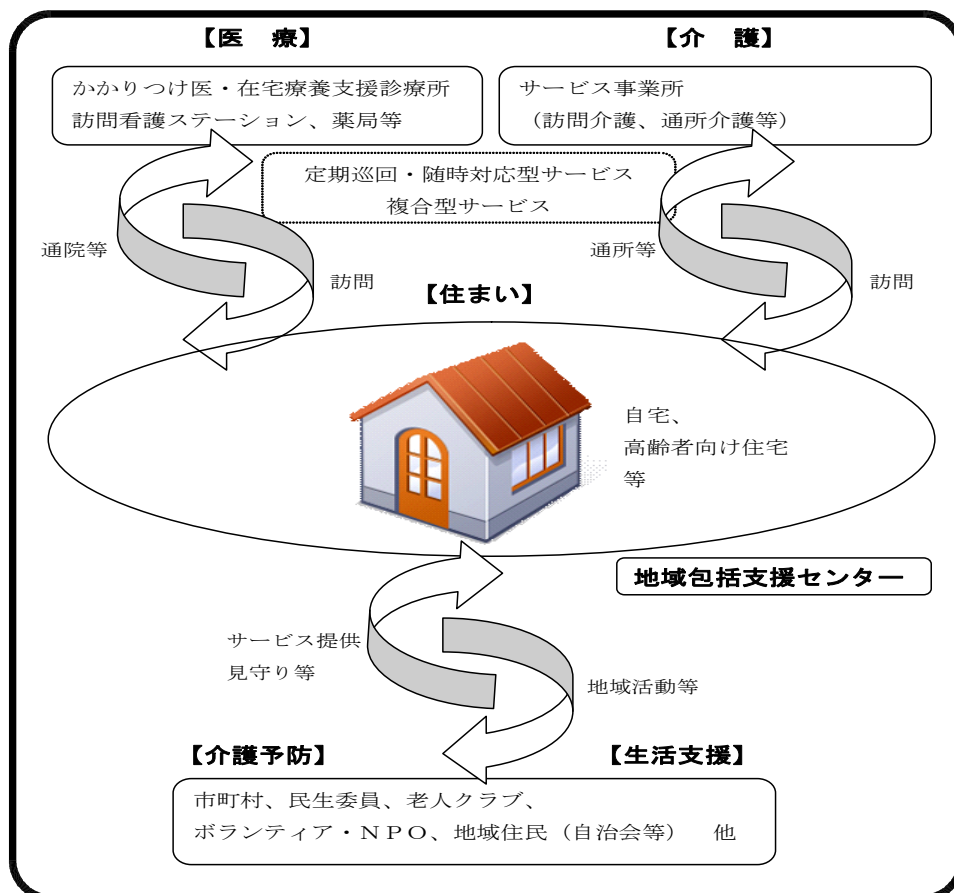 【医　療】
【介　護】
かかりつけ医・在宅療養支援診療所
訪問看護ステーション、薬局等
サービス事業所
（訪問介護、通所介護等）
定期巡回・随時対応型サービス
複合型サービス
通院等
訪問
通所等
訪問
【住まい】
自宅、
高齢者向け住宅
等
地域包括支援センター
サービス提供
見守り等
地域活動等
【介護予防】
【生活支援】
市町村、民生委員、老人クラブ、
ボランティア・ＮＰＯ、地域住民（自治会等）　他